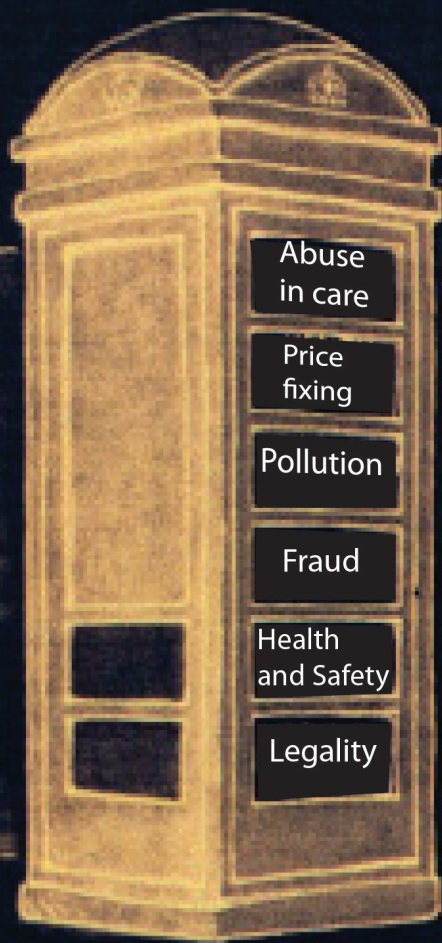 Abuse
in care
Price
fixing
Pollution
Fraud
Health
and Safety
Legality